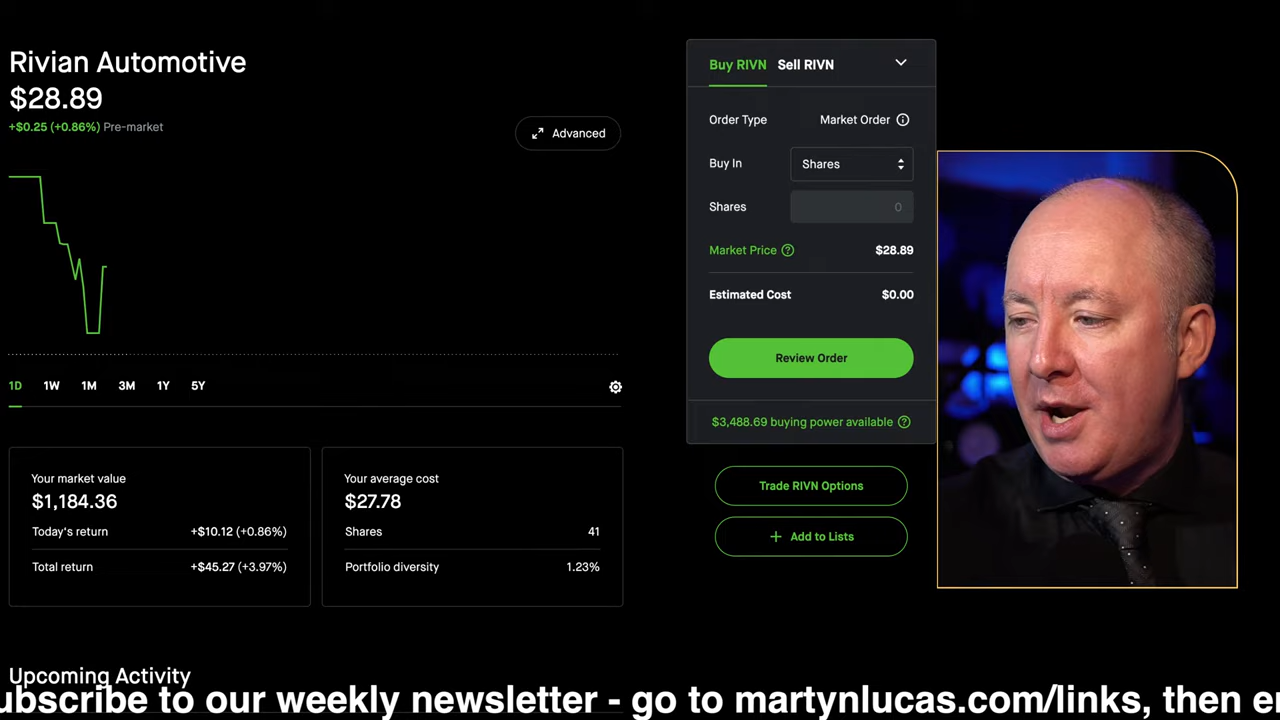 Rivian Automotive
$28.89
+$0.25 (+0.86%) Pre-market
Advanced
1D 1W 1M 3M 1Y 5Y
Your market value
$1,184.36
Today's return +$10.12 (+0.86%)
Total return +$45.27 (+3.97%)
Your average cost
$27.78
Shares 41
Portfolio diversity 1.23%
Buy RIVN Sell RIVN
Order Type Market Order
Buy In Shares
Shares 0
Market Price $28.89
Estimated Cost $0.00
Review Order
$3,488.69 buying power available
Trade RIVN Options
+ Add to Lists
Upcoming Activity
ubscribe to our weekly newsletter - go to martynlucas.com/links, then e